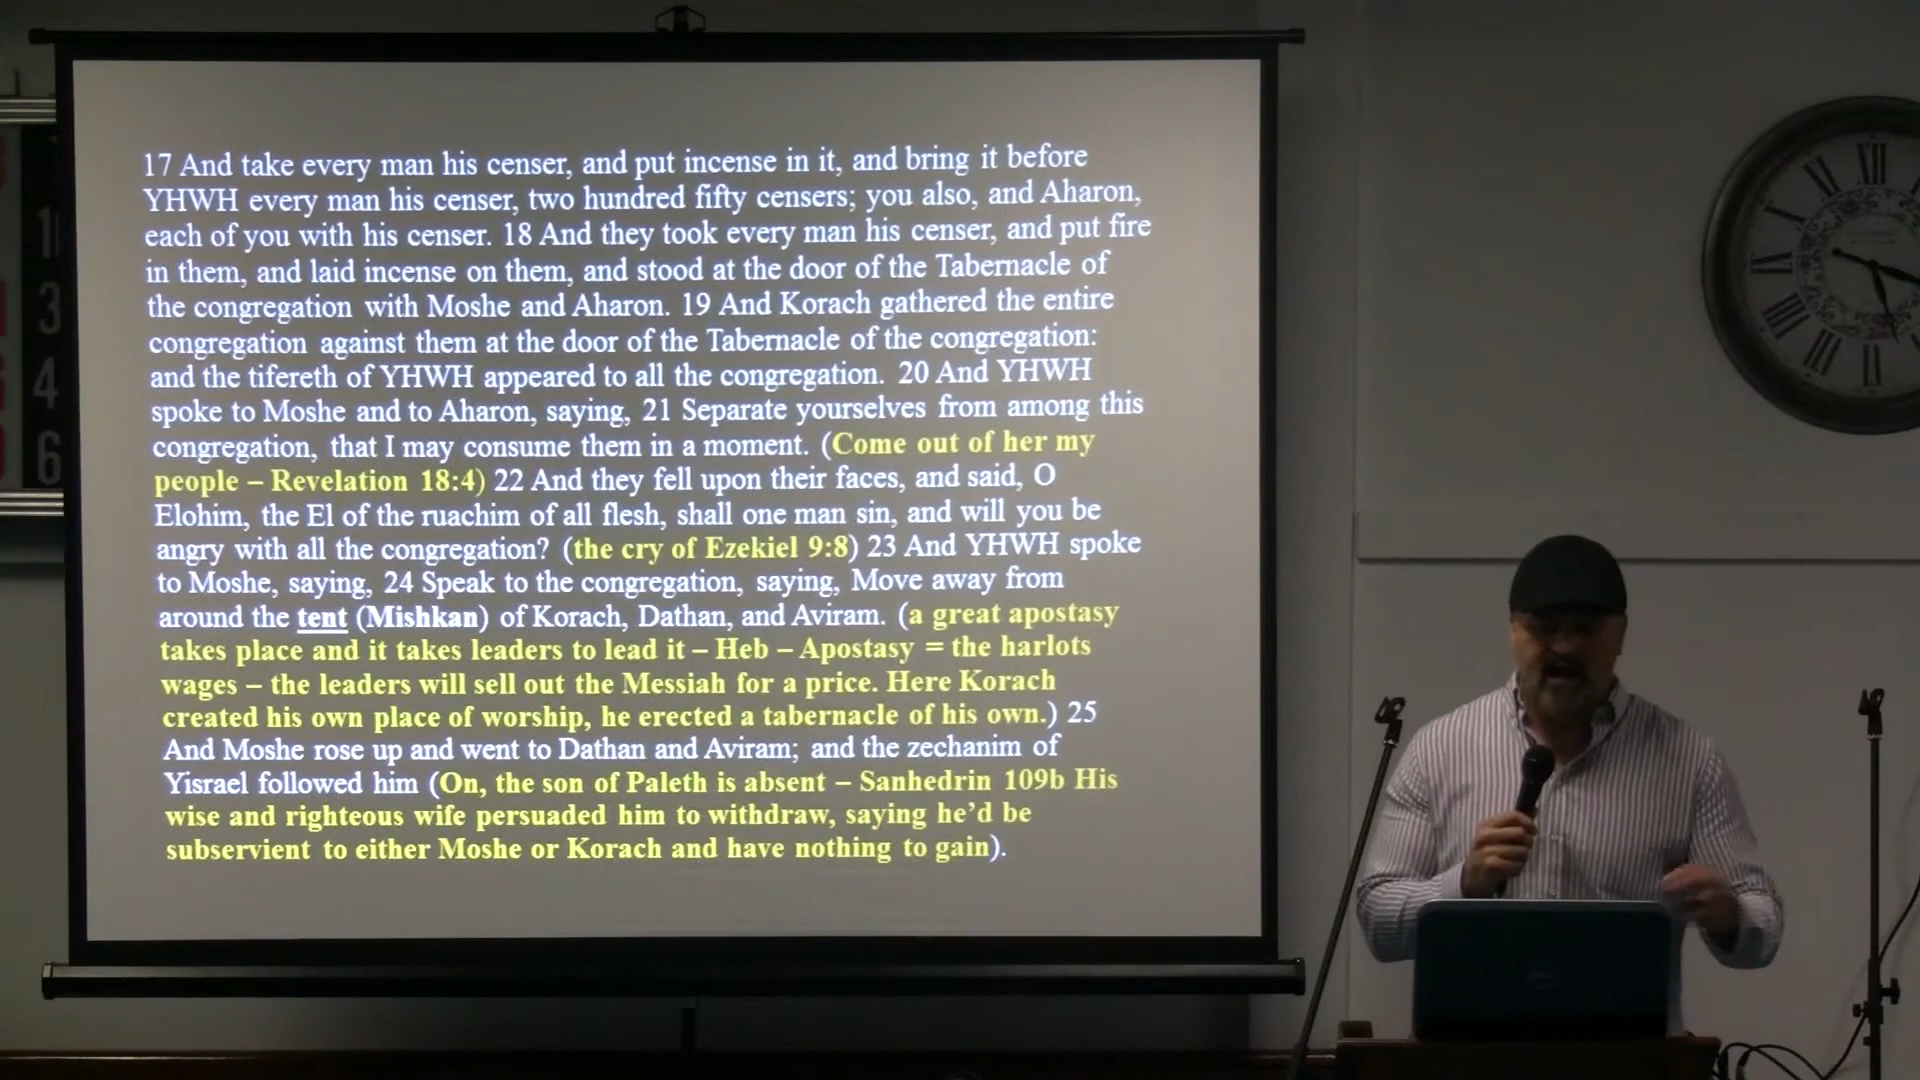 17 And take every man his censer, and put incense in it, and bring it before
YHWH every man his censer, two hundred fifty censers; you also, and Aharon,
each of you with his censer. 18 And they took every man his censer, and put fire
in them, and laid incense on them, and stood at the door of the Tabernacle of
the congregation with Moshe and Aharon. 19 And Korach gathered the entire
congregation against them at the door of the Tabernacle of the congregation:
and the tifereth of YHWH appeared to all the congregation. 20 And YHWH
spoke to Moshe and to Aharon, saying, 21 Separate yourselves from among this
congregation, that I may consume them in a moment. (Come out of her my
people – Revelation 18:4) 22 And they fell upon their faces, and said, O
Elohim, the El of the ruachim of all flesh, shall one man sin, and will you be
angry with all the congregation? (the cry of Ezekiel 9:8) 23 And YHWH spoke
to Moshe, saying, 24 Speak to the congregation, saying, Move away from
around the tent (Mishkan) of Korach, Dathan, and Aviram. (a great apostasy
takes place and it takes leaders to lead it – Heb – Apostasy = the harlots
wages – the leaders will sell out the Messiah for a price. Here Korach
created his own place of worship, he erected a tabernacle of his own.) 25
And Moshe rose up and went to Dathan and Aviram; and the zechanim of
Yisrael followed him (On, the son of Paleth is absent – Sanhedrin 109b His
wise and righteous wife persuaded him to withdraw, saying he'd be
subservient to either Moshe or Korach and have nothing to gain).
1
3
4
6